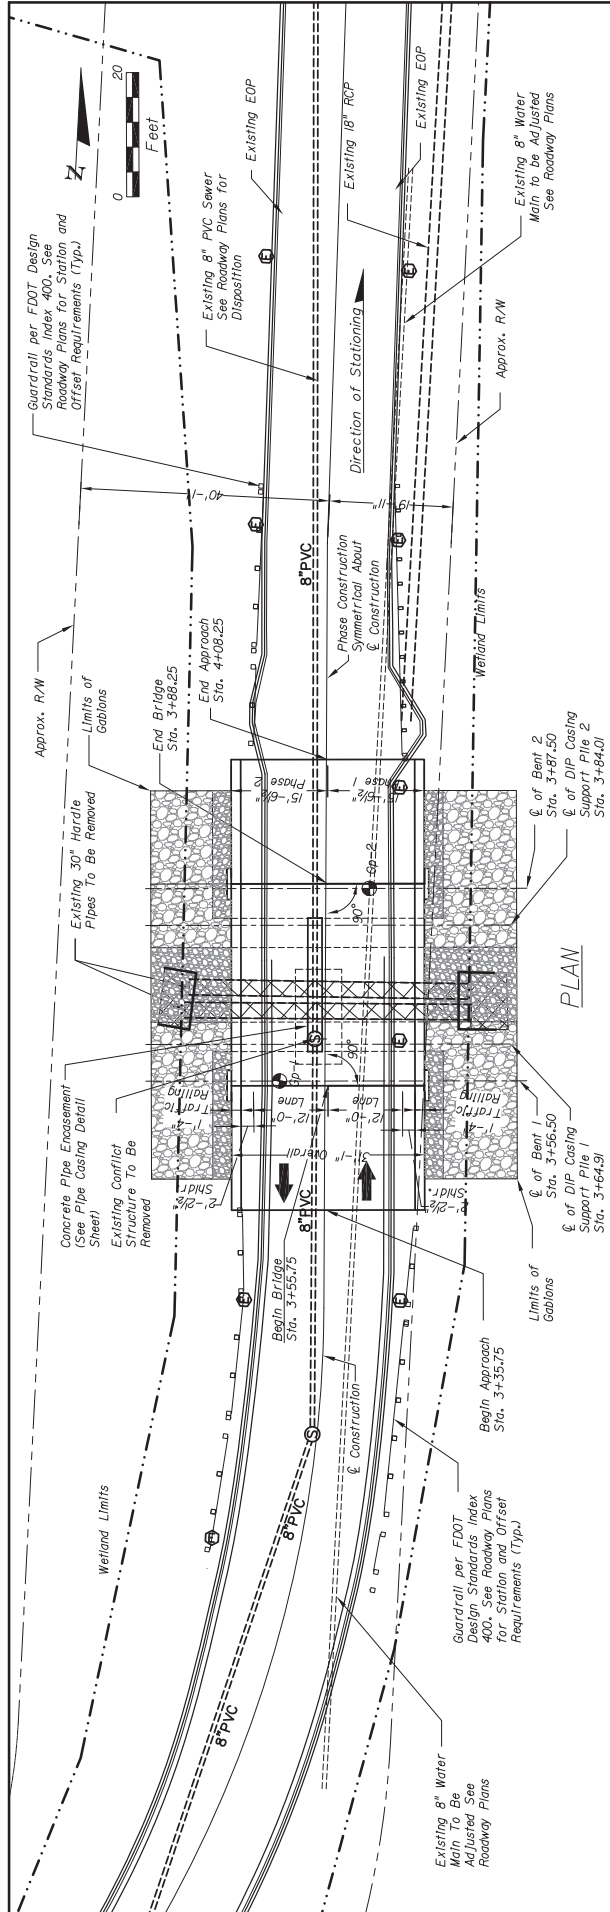 Wetland Limits
8"PVC
8"PVC
Existing 8" Water
Main To Be
Adjusted See
Roadway Plans
Guardrail per FDOT
Design Standards Index
400. See Roadway Plans
for Station and Offset
Requirements (Typ.)
℄ Construction
S
Begin Approach
Sta. 3+35.75
Begin Bridge
Sta. 3+55.75
8"PVC
Concrete Pipe Encasement
(See Pipe Casing Detail
Sheet)
Existing Conflict
Structure To Be
Removed
2'-2½"
Shldr.
12'-0"
Lane
12'-0"
Lane
31'-1" Overall
1'-4"
Traffic
Railing
1'-4"
Traffic
Railing
2'-2½"
Shldr.
Limits of
Gabions
℄ of Bent 1
Sta. 3+56.50
℄ of DIP Casing
Support Pile 1
Sta. 3+64.91
PLAN
90°
90°
S
Existing 30" Hardie
Pipes To Be Removed
15'-6½"
Phase 2
15'-6½"
Phase 1
End Bridge
Sta. 3+88.25
End Approach
Sta. 4+08.25
Limits of
Gabions
℄ of Bent 2
Sta. 3+87.50
℄ of DIP Casing
Support Pile 2
Sta. 3+84.01
Approx. R/W
Phase Construction
Symmetrical About
℄ Construction
8"PVC
Wetland Limits
40'-1"
19'-11"
Direction of Stationing
Guardrail per FDOT Design
Standards Index 400. See
Roadway Plans for Station and
Offset Requirements (Typ.)
Existing 8" PVC Sewer
See Roadway Plans for
Disposition
Existing EOP
Existing 18" RCP
Existing EOP
Approx. R/W
Existing 8" Water
Main to be Adjusted
See Roadway Plans
N
0 20
Feet
E
E
E
E
E
E
E
E